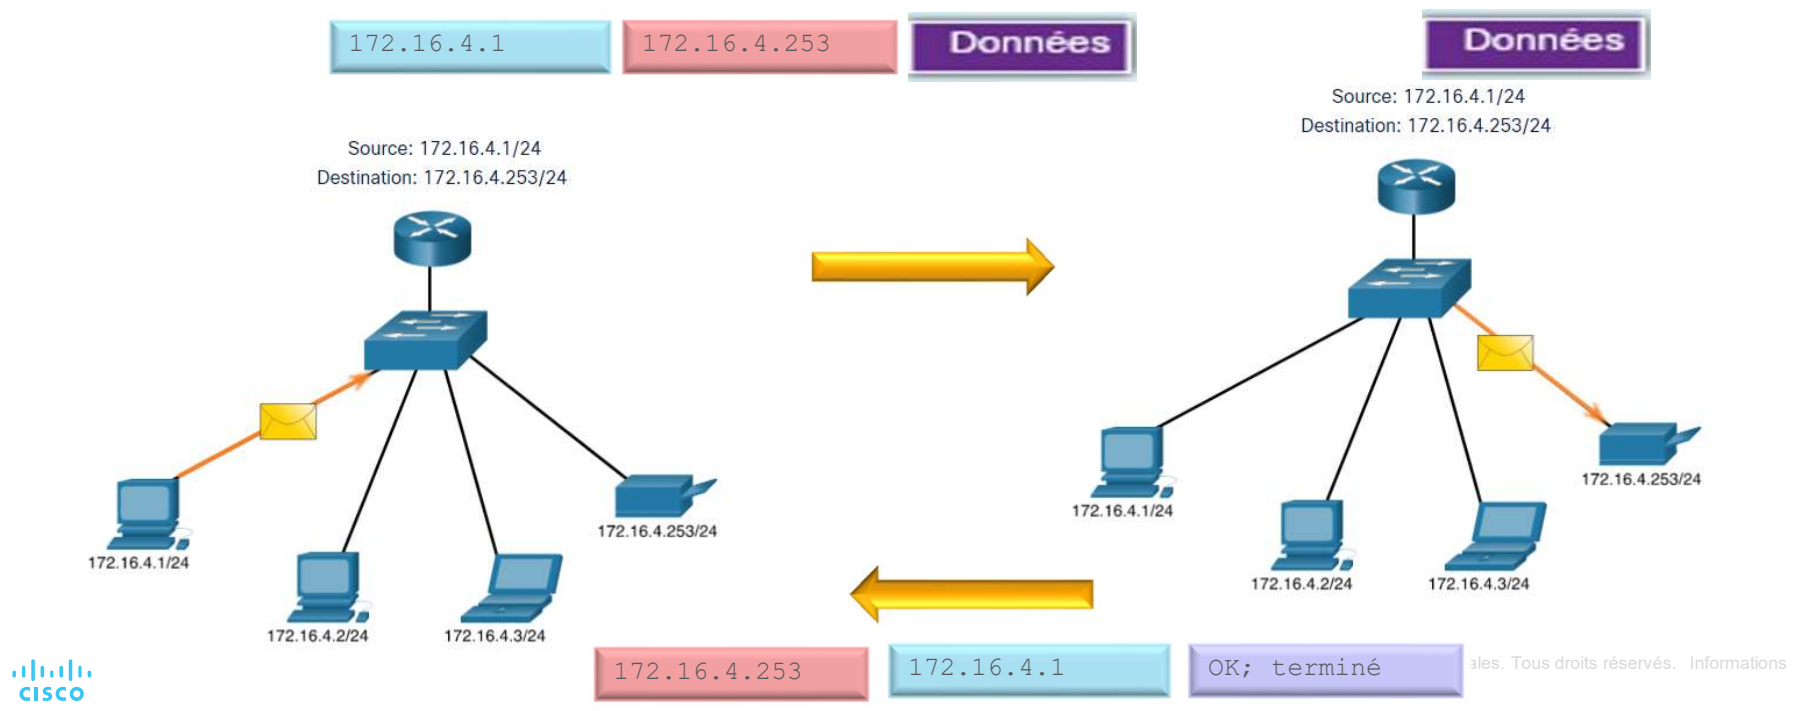 172.16.4.1
172.16.4.253
Données
Données
Source: 172.16.4.1/24
Destination: 172.16.4.253/24
Source: 172.16.4.1/24
Destination: 172.16.4.253/24
172.16.4.1/24
172.16.4.2/24
172.16.4.3/24
172.16.4.253/24
172.16.4.1/24
172.16.4.2/24
172.16.4.3/24
172.16.4.253/24
172.16.4.253
172.16.4.1
OK; terminé
ales. Tous droits réservés. Informations
CISCO